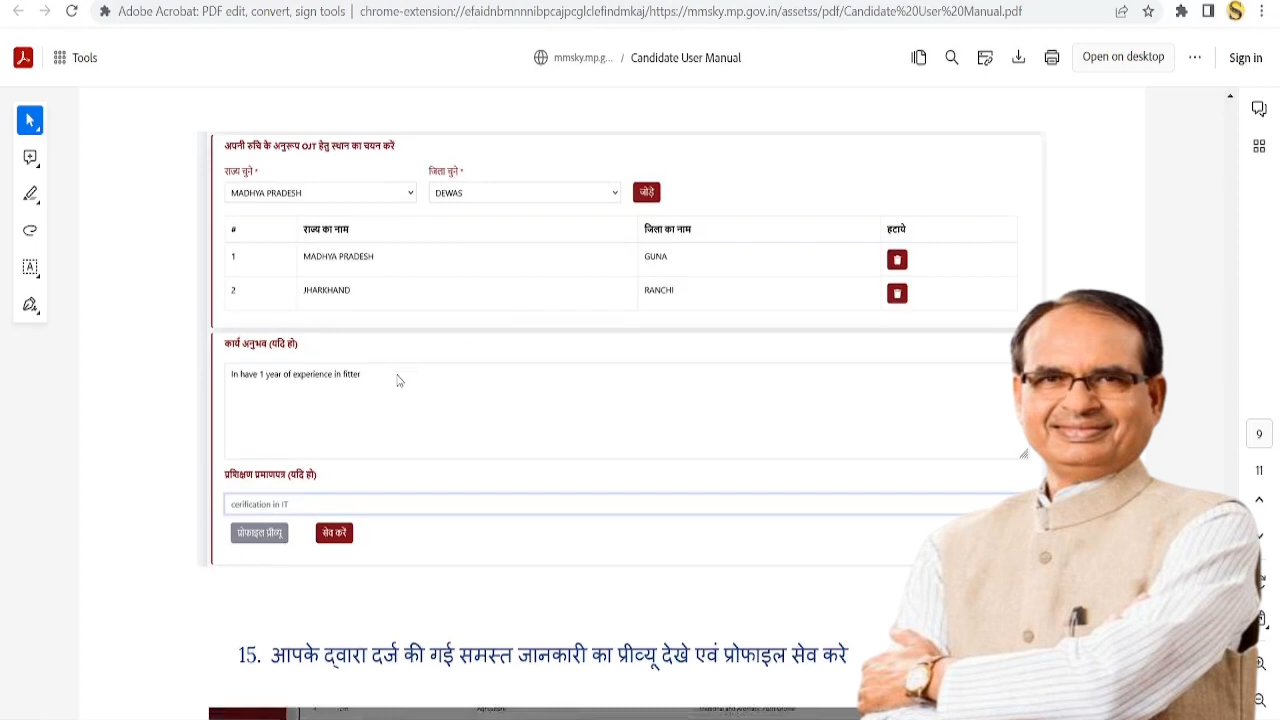 Adobe Acrobat: PDF edit, convert, sign tools | chrome-extension://efaidnbmnnnibpcajpcglclefindmkaj/https://mmsky.mp.gov.in/assetss/pdf/Candidate%20User%20Manual.pdf
Tools
mmsky.mp.g... / Candidate User Manual
Open on desktop
Sign in
अपनी रुचि के अनुरूप OJT हेतु स्थान का चयन करें
राज्य चुने * जिला चुने *
MADHYA PRADESH DEWAS जोड़े
# राज्य का नाम जिला का नाम हटाये
1 MADHYA PRADESH GUNA
2 JHARKHAND RANCHI
कार्य अनुभव (यदि हो)
In have 1 year of experience in fitter
9
11
प्रशिक्षण प्रमाणपत्र (यदि हो)
cerification in IT
प्रोफाइल प्रीव्यू सेव करें
15. आपके द्वारा दर्ज की गई समस्त जानकारी का प्रीव्यू देखे एवं प्रोफाइल सेव करे